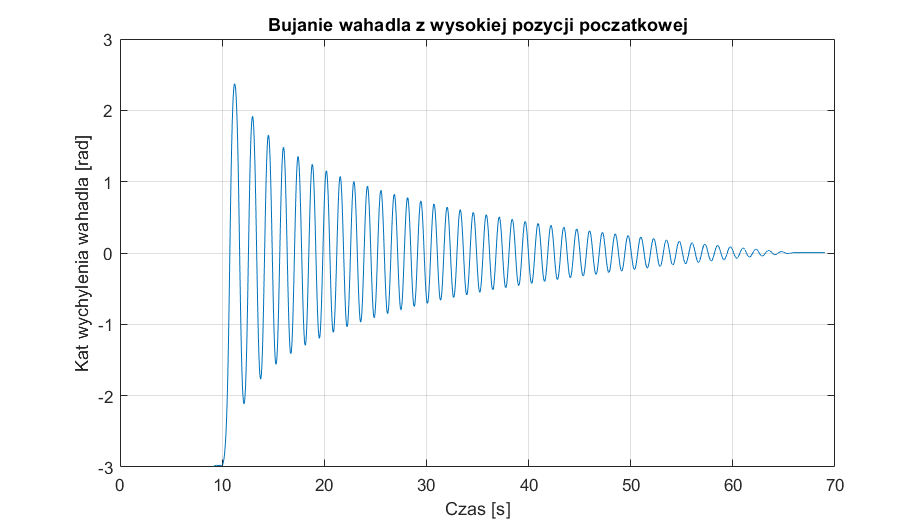 Bujanie wahadla z wysokiej pozycji poczatkowej
3
2
1
0
-1
-2
-3
Kat wychylenia wahadla [rad]
0 10 20 30 40 50 60 70
Czas [s]